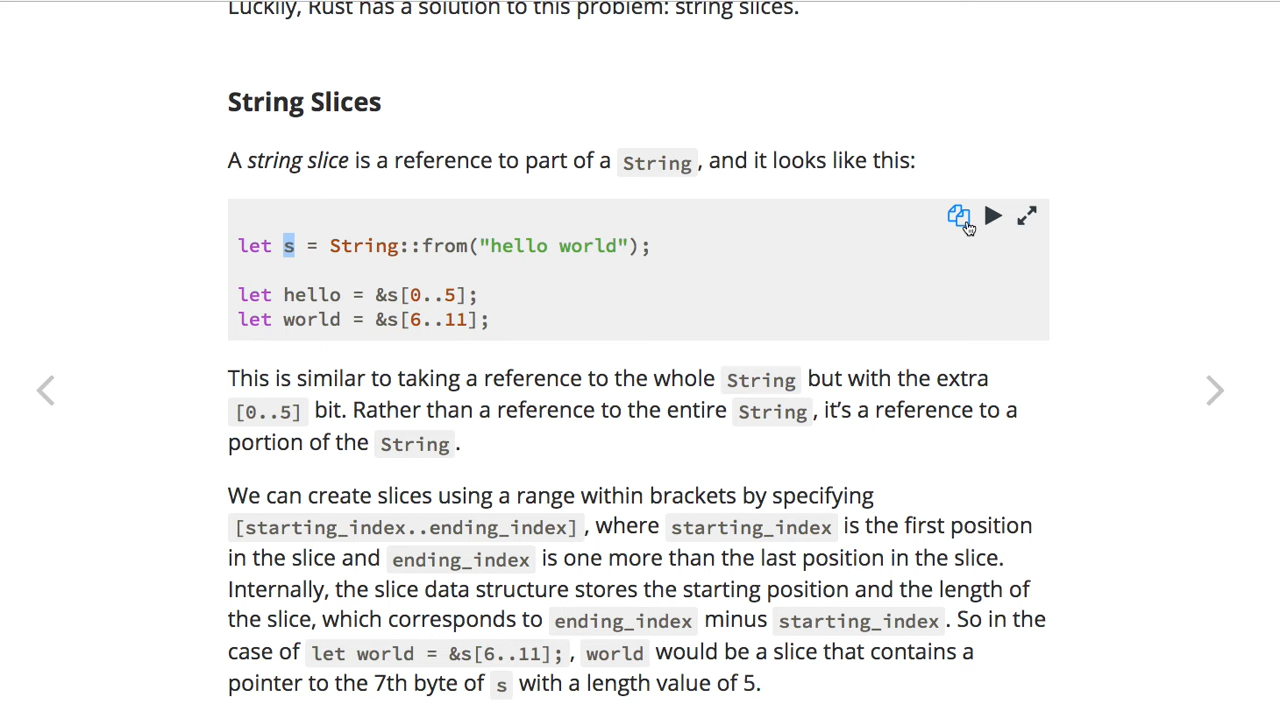 Luckily, Rust has a solution to this problem: string slices.
String Slices
A string slice is a reference to part of a String, and it looks like this:
let s = String::from("hello world");
let hello = &s[0..5];
let world = &s[6..11];
This is similar to taking a reference to the whole String but with the extra
[0..5] bit. Rather than a reference to the entire String, it’s a reference to a
portion of the String.
We can create slices using a range within brackets by specifying
[starting_index..ending_index], where starting_index is the first position
in the slice and ending_index is one more than the last position in the slice.
Internally, the slice data structure stores the starting position and the length of
the slice, which corresponds to ending_index minus starting_index. So in the
case of let world = &s[6..11];, world would be a slice that contains a
pointer to the 7th byte of s with a length value of 5.